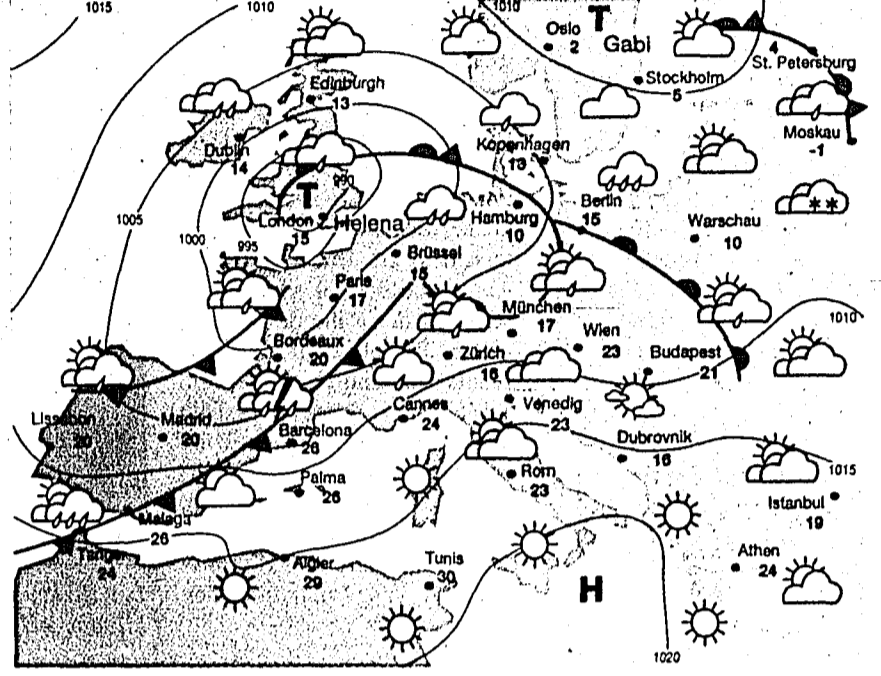 1015
1010
1010
T
Gabi
Oslo
2
4
St. Petersburg
Stockholm
5
Edinburgh
13
Moskau
-1
Dublin
14
Kopenhagen
13
990
T
London
15
Helena
Hamburg
10
Berlin
15
Warschau
10
1005
1000
995
Brüssel
15
Paris
17
München
17
1010
Bordeaux
20
Zürich
16
Wien
23
Budapest
21
Lissabon
20
Madrid
20
Cannes
24
Venedig
23
Barcelona
26
Dubrovnik
16
1015
Palma
26
Rom
23
Istanbul
19
Malaga
26
Tanger
24
Algier
29
Tunis
30
Athen
24
H
1020